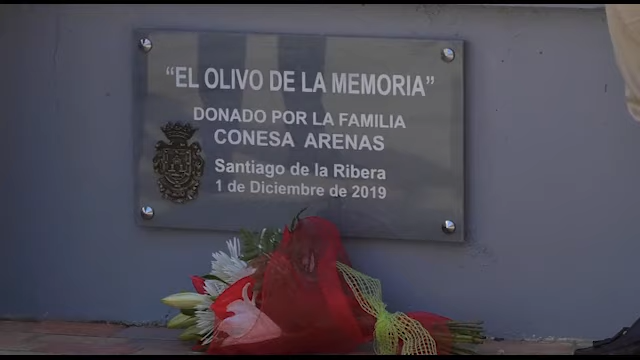 “EL OLIVO DE LA MEMORIA”
DONADO POR LA FAMILIA
CONESA ARENAS
Santiago de la Ribera
1 de Diciembre de 2019